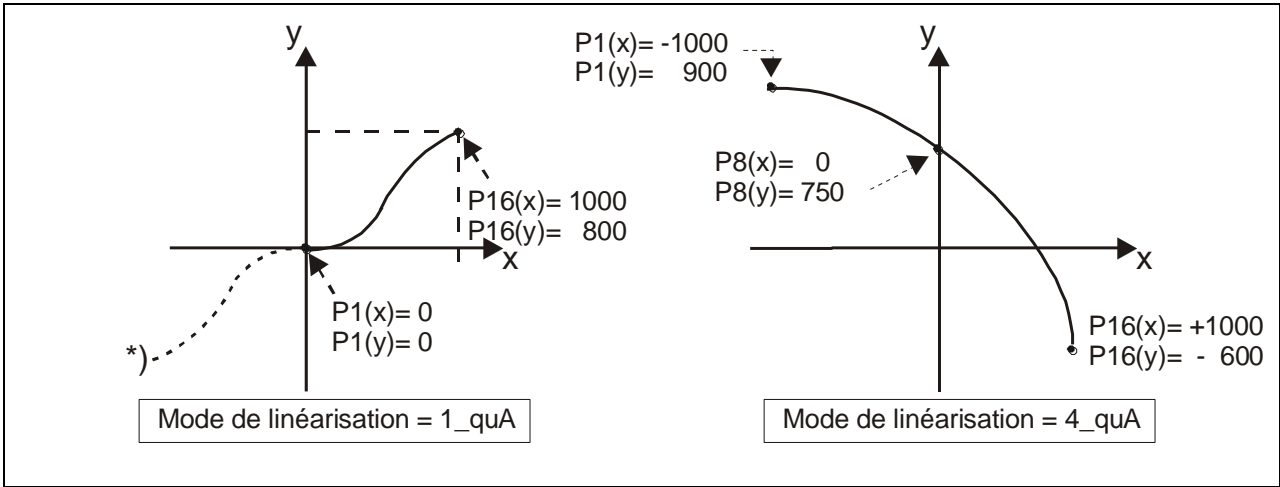 y
P16(x)= 1000
P16(y)= 800
x
P1(x)= 0
P1(y)= 0
*)
Mode de linéarisation = 1_quA
P1(x)= -1000
P1(y)= 900
y
P8(x)= 0
P8(y)= 750
x
P16(x)= +1000
P16(y)= - 600
Mode de linéarisation = 4_quA